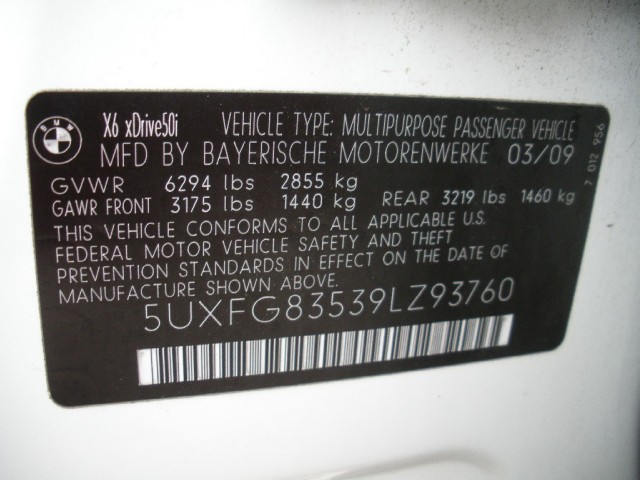 BMW
X6 xDrive50i VEHICLE TYPE: MULTIPURPOSE PASSENGER VEHICLE
MFD BY BAYERISCHE MOTORENWERKE 03/09
GVWR 6294 lbs 2855 kg
GAWR FRONT 3175 lbs 1440 kg REAR 3219 lbs 1460 kg
THIS VEHICLE CONFORMS TO ALL APPLICABLE U.S.
FEDERAL MOTOR VEHICLE SAFETY AND THEFT
PREVENTION STANDARDS IN EFFECT ON THE DATE OF
MANUFACTURE SHOWN ABOVE.
5UXFG83539LZ93760
7 012 956